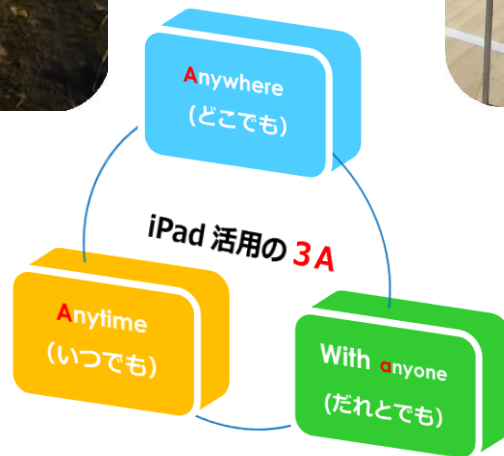 Anywhere
(どこでも)
iPad 活用の 3A
Anytime
(いつでも)
With anyone
(だれとでも)